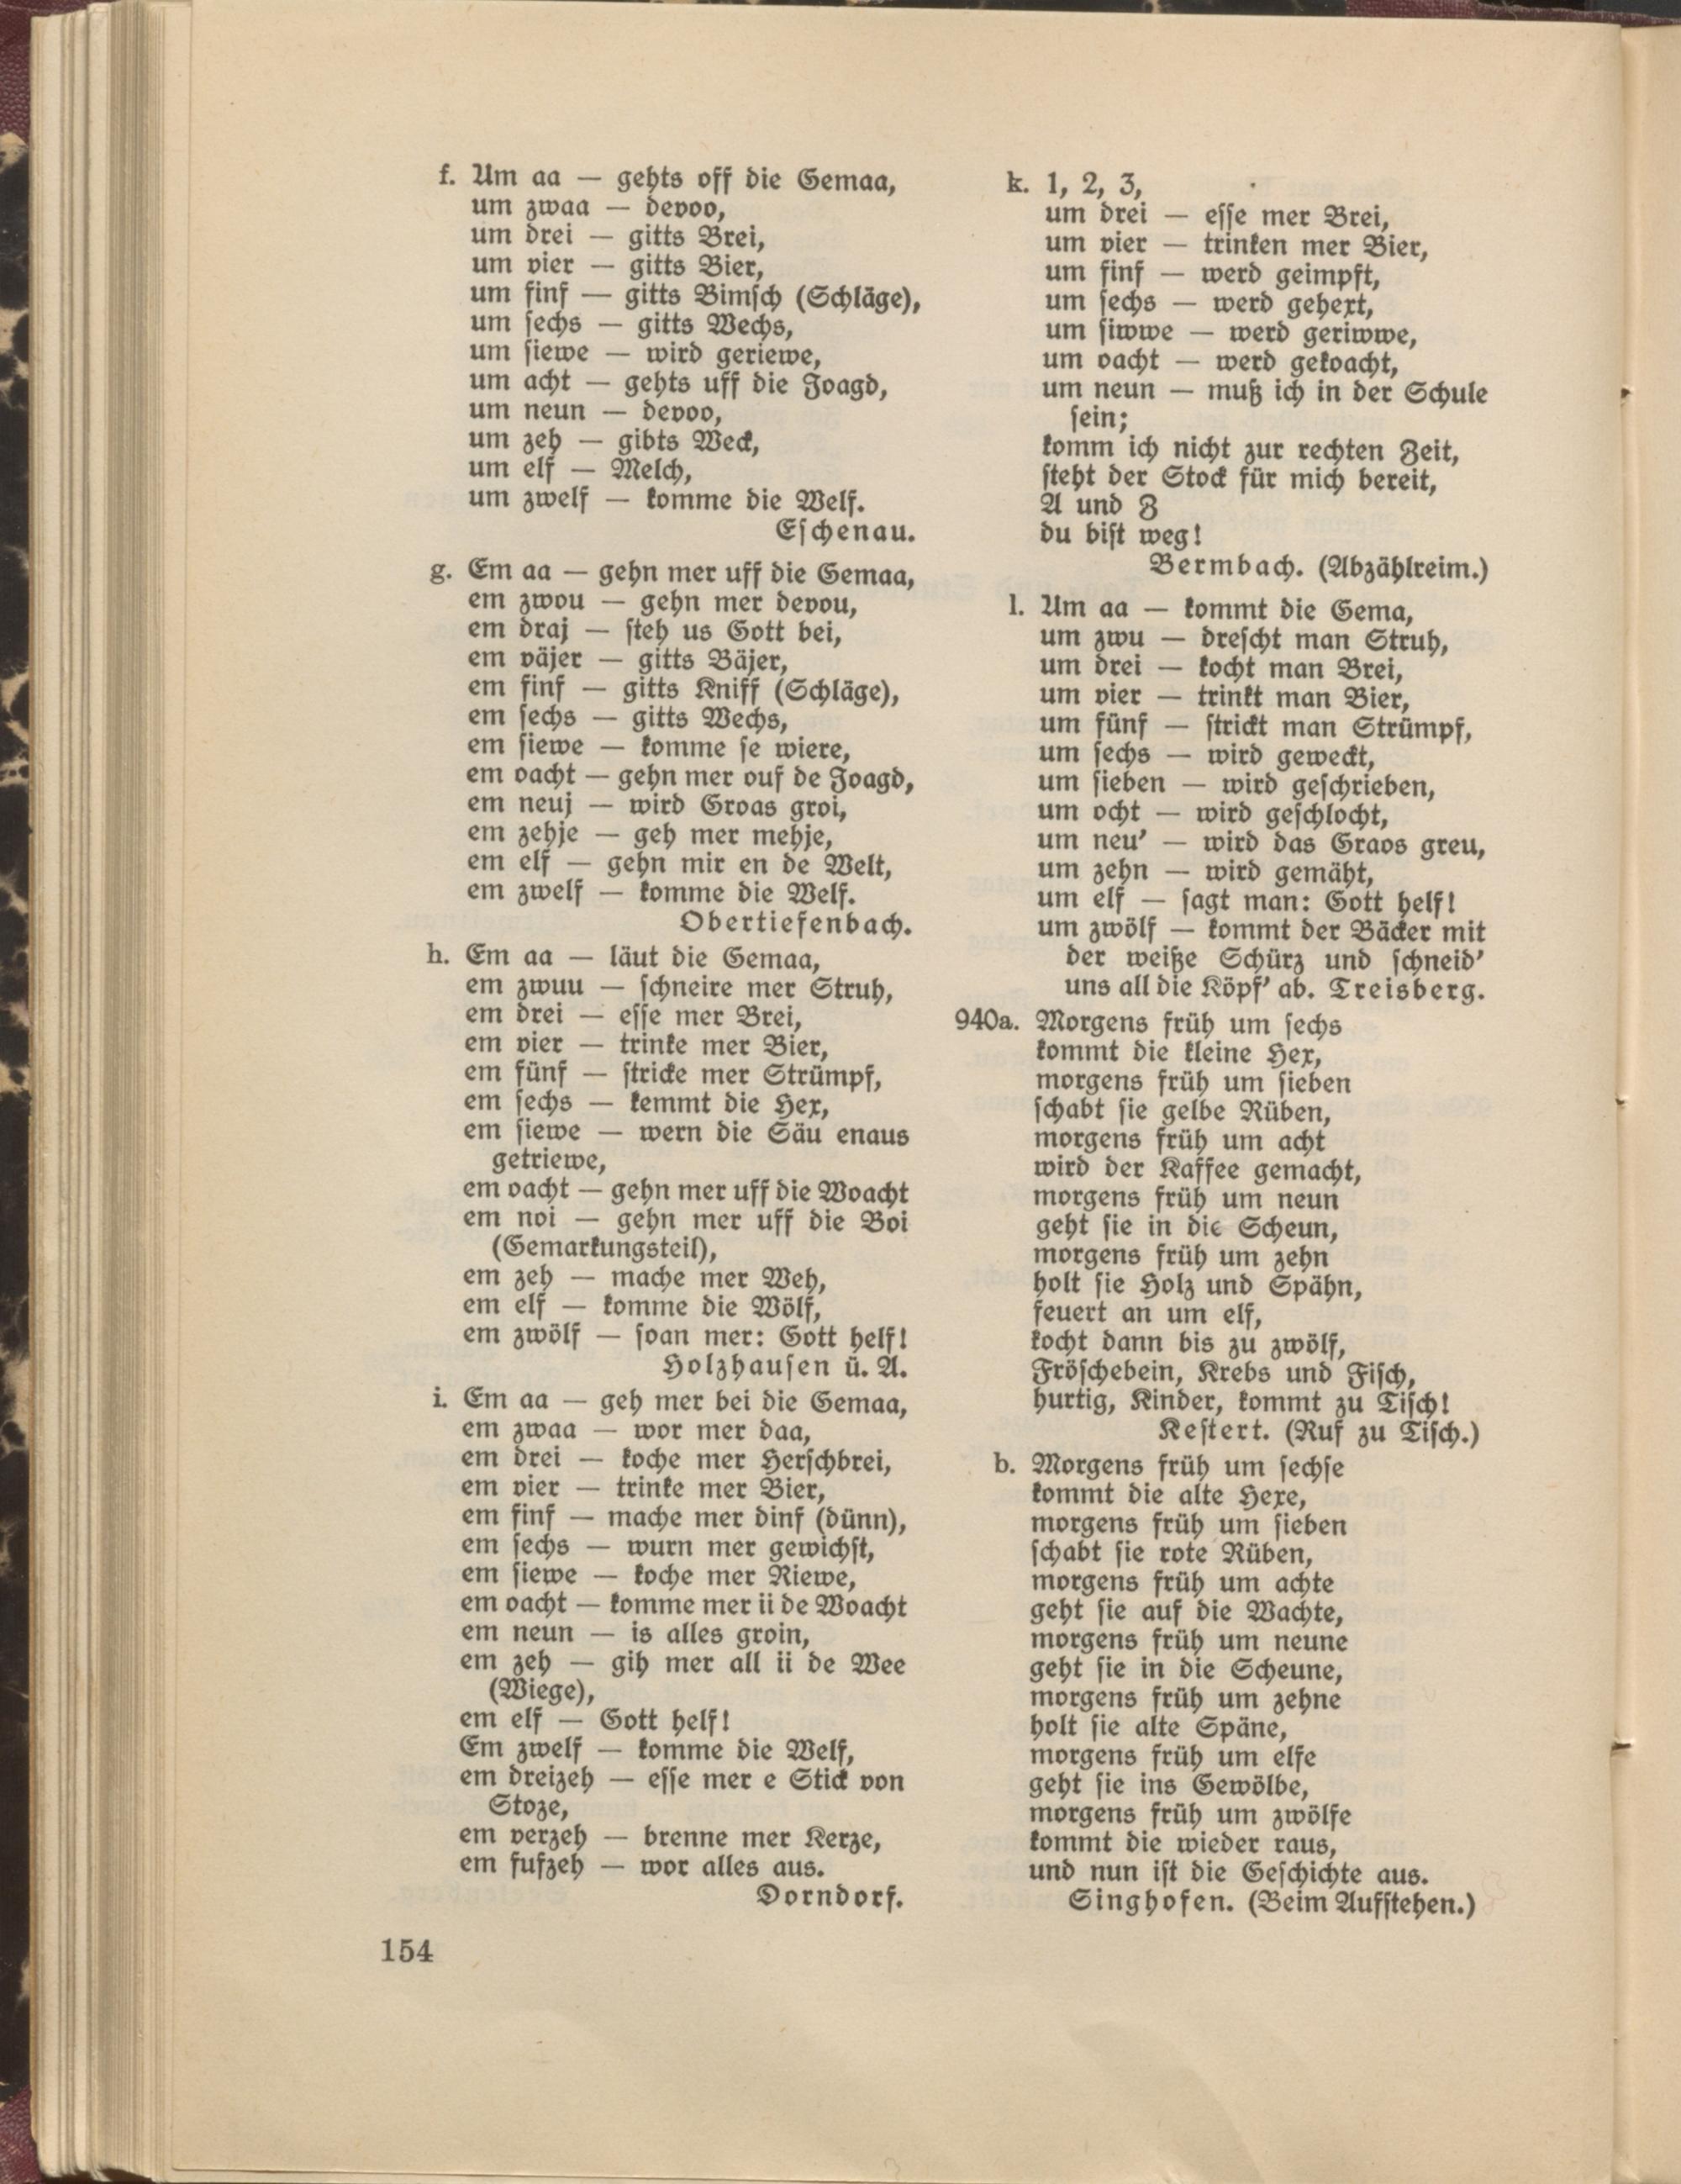 f. Um aa — gehts off die Gemaa,
um zwaa — devoo,
um drei — gitts Brei,
um vier — gitts Bier,
um finf — gitts Bimsch (Schläge),
um sechs — gitts Wechs,
um siewe — wird geriewe,
um acht — gehts uff die Joagd,
um neun — devoo,
um zeh — gibts Weck,
um elf — Melch,
um zwelf — komme die Welf.
Eschenau.
g. Em aa — gehn mer uff die Gemaa,
em zwou — gehn mer devou,
em draj — steh us Gott bei,
em väjer — gitts Bäjer,
em finf — gitts Kniff (Schläge),
em sechs — gitts Wechs,
em siewe — komme se wiere,
em oacht — gehn mer ouf de Joagd,
em neuj — wird Groas groi,
em zehje — geh mer mehje,
em elf — gehn mir en de Welt,
em zwelf — komme die Welf.
Obertiefenbach.
h. Em aa — läut die Gemaa,
em zwuu — schneire mer Struh,
em drei — esse mer Brei,
em vier — trinke mer Bier,
em fünf — stricke mer Strümpf,
em sechs — kemmt die Hex,
em siewe — wern die Säu enaus
getriewe,
em oacht — gehn mer uff die Woacht
em noi — gehn mer uff die Boi
(Gemarkungsteil),
em zeh — mache mer Weh,
em elf — komme die Wölf,
em zwölf — soan mer: Gott helf!
Holzhausen ü. A.
i. Em aa — geh mer bei die Gemaa,
em zwaa — wor mer daa,
em drei — koche mer Herschbrei,
em vier — trinke mer Bier,
em finf — mache mer dinf (dünn),
em sechs — wurn mer gewichst,
em siewe — koche mer Riewe,
em oacht — komme mer ii de Woacht
em neun — is alles groin,
em zeh — gih mer all ii de Wee
(Wiege),
em elf — Gott helf!
Em zwelf — komme die Welf,
em dreizeh — esse mer e Stick von
Stoze,
em verzeh — brenne mer Kerze,
em fufzeh — wor alles aus.
Dorndorf.
k. 1, 2, 3,
um drei — esse mer Brei,
um vier — trinken mer Bier,
um finf — werd geimpft,
um sechs — werd gehext,
um siwwe — werd geriwwe,
um oacht — werd gekoacht,
um neun — muß ich in der Schule
sein;
komm ich nicht zur rechten Zeit,
steht der Stock für mich bereit,
A und Z
du bist weg!
Bermbach. (Abzählreim.)
l. Um aa — kommt die Gema,
um zwu — drescht man Struh,
um drei — kocht man Brei,
um vier — trinkt man Bier,
um fünf — strickt man Strümpf,
um sechs — wird geweckt,
um sieben — wird geschrieben,
um ocht — wird geschlocht,
um neu' — wird das Graos greu,
um zehn — wird gemäht,
um elf — sagt man: Gott helf!
um zwölf — kommt der Bäcker mit
der weiße Schürz und schneid'
uns all die Köpf' ab. Treisberg.
940a. Morgens früh um sechs
kommt die kleine Hex,
morgens früh um sieben
schabt sie gelbe Rüben,
morgens früh um acht
wird der Kaffee gemacht,
morgens früh um neun
geht sie in die Scheun,
morgens früh um zehn
holt sie Holz und Spähn,
feuert an um elf,
kocht dann bis zu zwölf,
Fröschebein, Krebs und Fisch,
hurtig, Kinder, kommt zu Tisch!
Kestert. (Ruf zu Tisch.)
b. Morgens früh um sechse
kommt die alte Hexe,
morgens früh um sieben
schabt sie rote Rüben,
morgens früh um achte
geht sie auf die Wachte,
morgens früh um neune
geht sie in die Scheune,
morgens früh um zehne
holt sie alte Späne,
morgens früh um elfe
geht sie ins Gewölbe,
morgens früh um zwölfe
kommt die wieder raus,
und nun ist die Geschichte aus.
Singhofen. (Beim Aufstehen.)
154